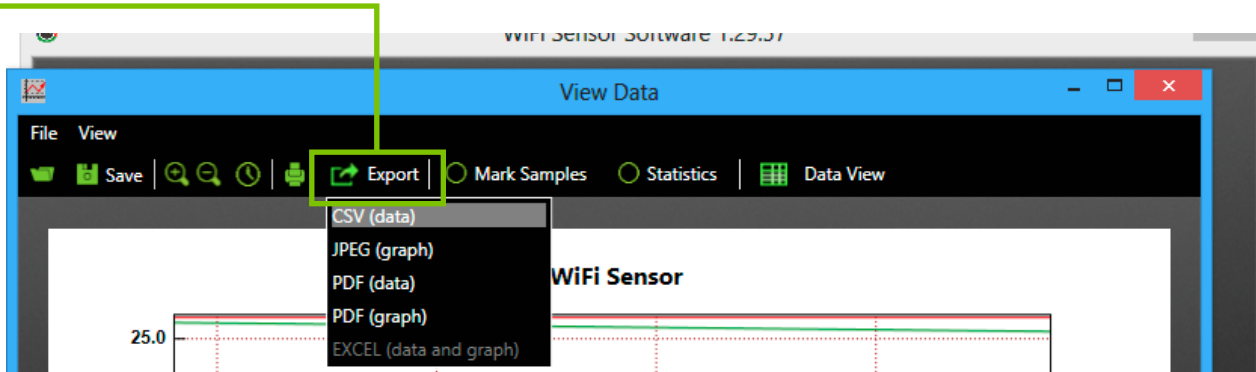 WiFi Sensor Software 1.29.57
View Data
File View
Save Export Mark Samples Statistics Data View
CSV (data)
JPEG (graph)
PDF (data)
PDF (graph)
EXCEL (data and graph)
WiFi Sensor
25.0